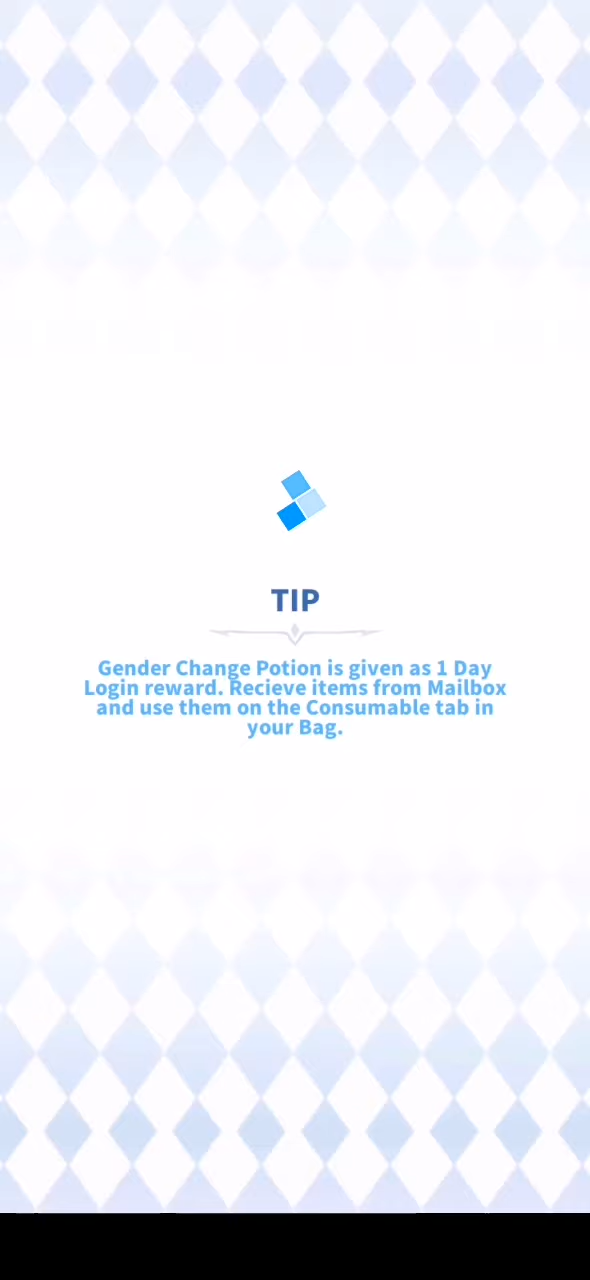 TIP
Gender Change Potion is given as 1 Day
Login reward. Recieve items from Mailbox
and use them on the Consumable tab in
your Bag.